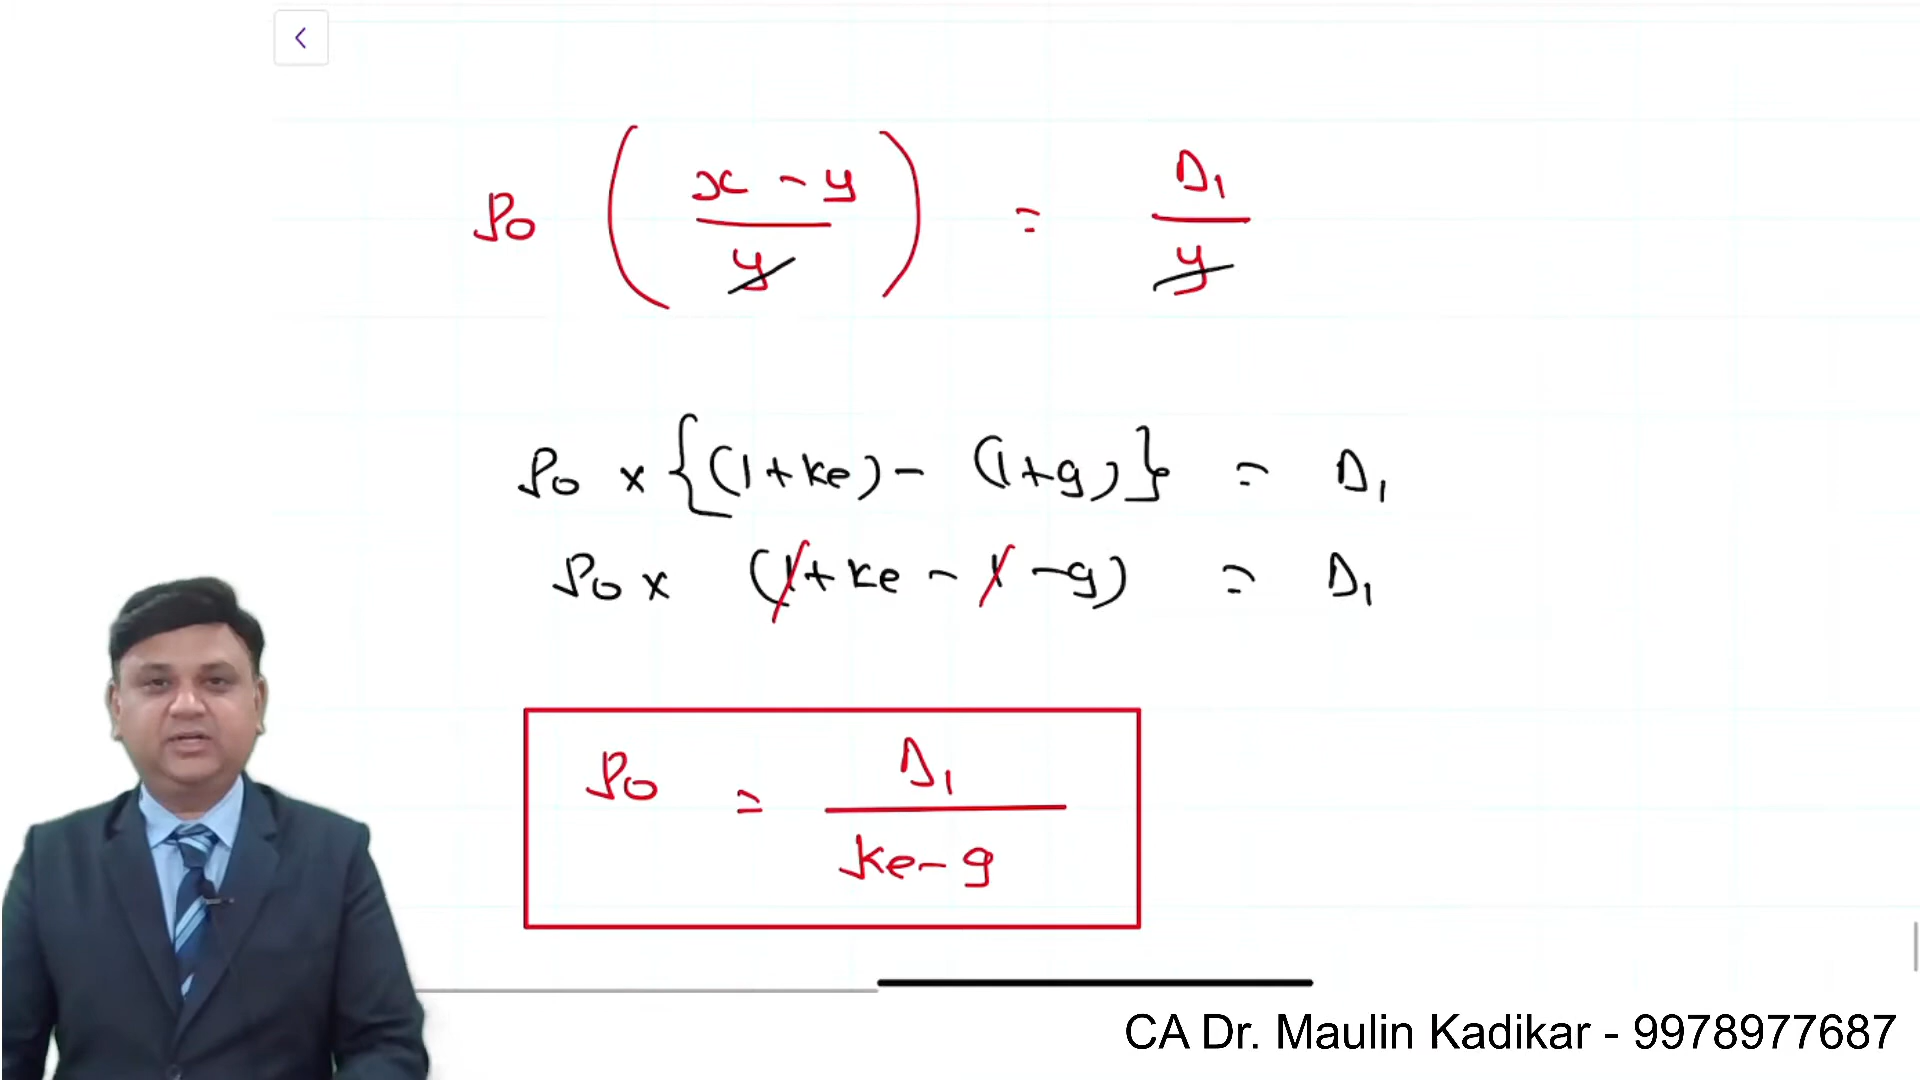 P0 ( x - y / y ) = D1 / y
P0 x {(1+ke) - (1+g)} = D1
P0 x (1+ke - 1 -g) = D1
P0 = D1 / ke-g
CA Dr. Maulin Kadikar - 9978977687